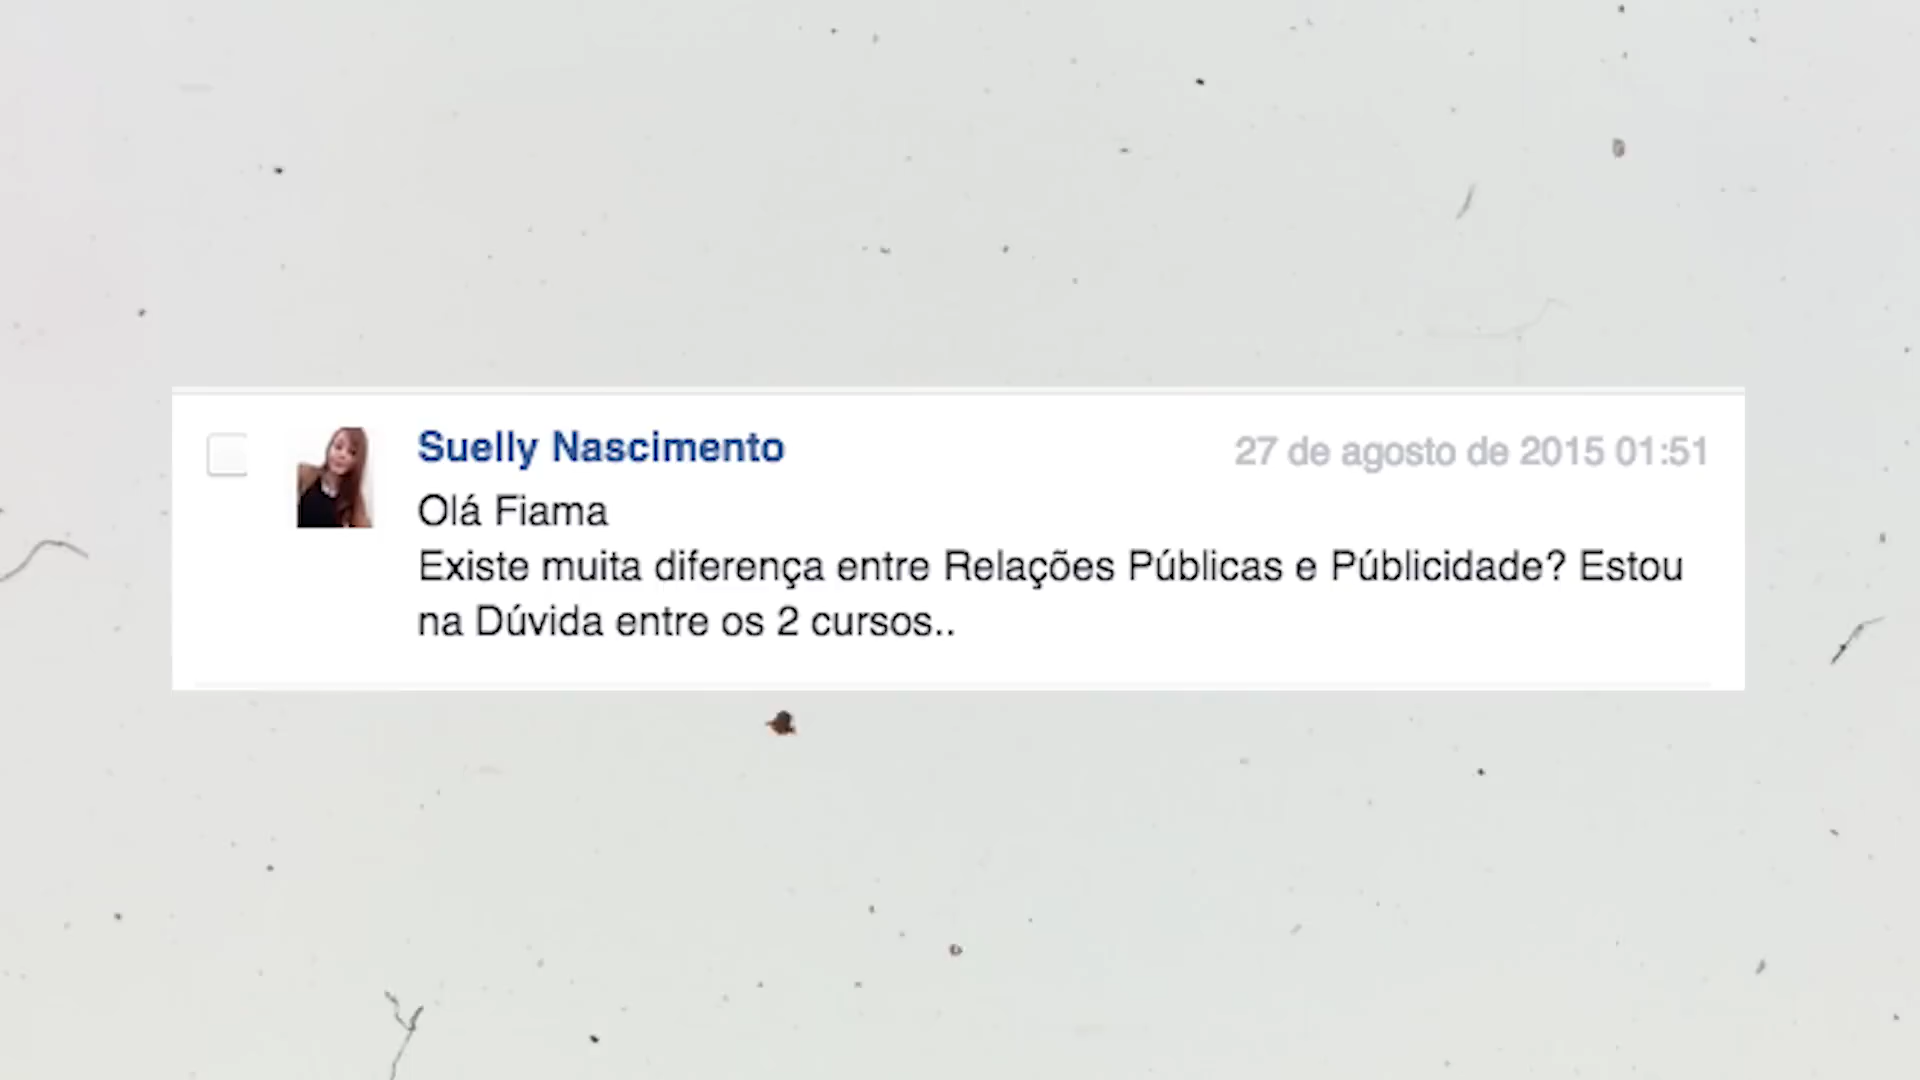 Suelly Nascimento
27 de agosto de 2015 01:51
Olá Fiama
Existe muita diferença entre Relações Públicas e Públicidade? Estou
na Dúvida entre os 2 cursos..